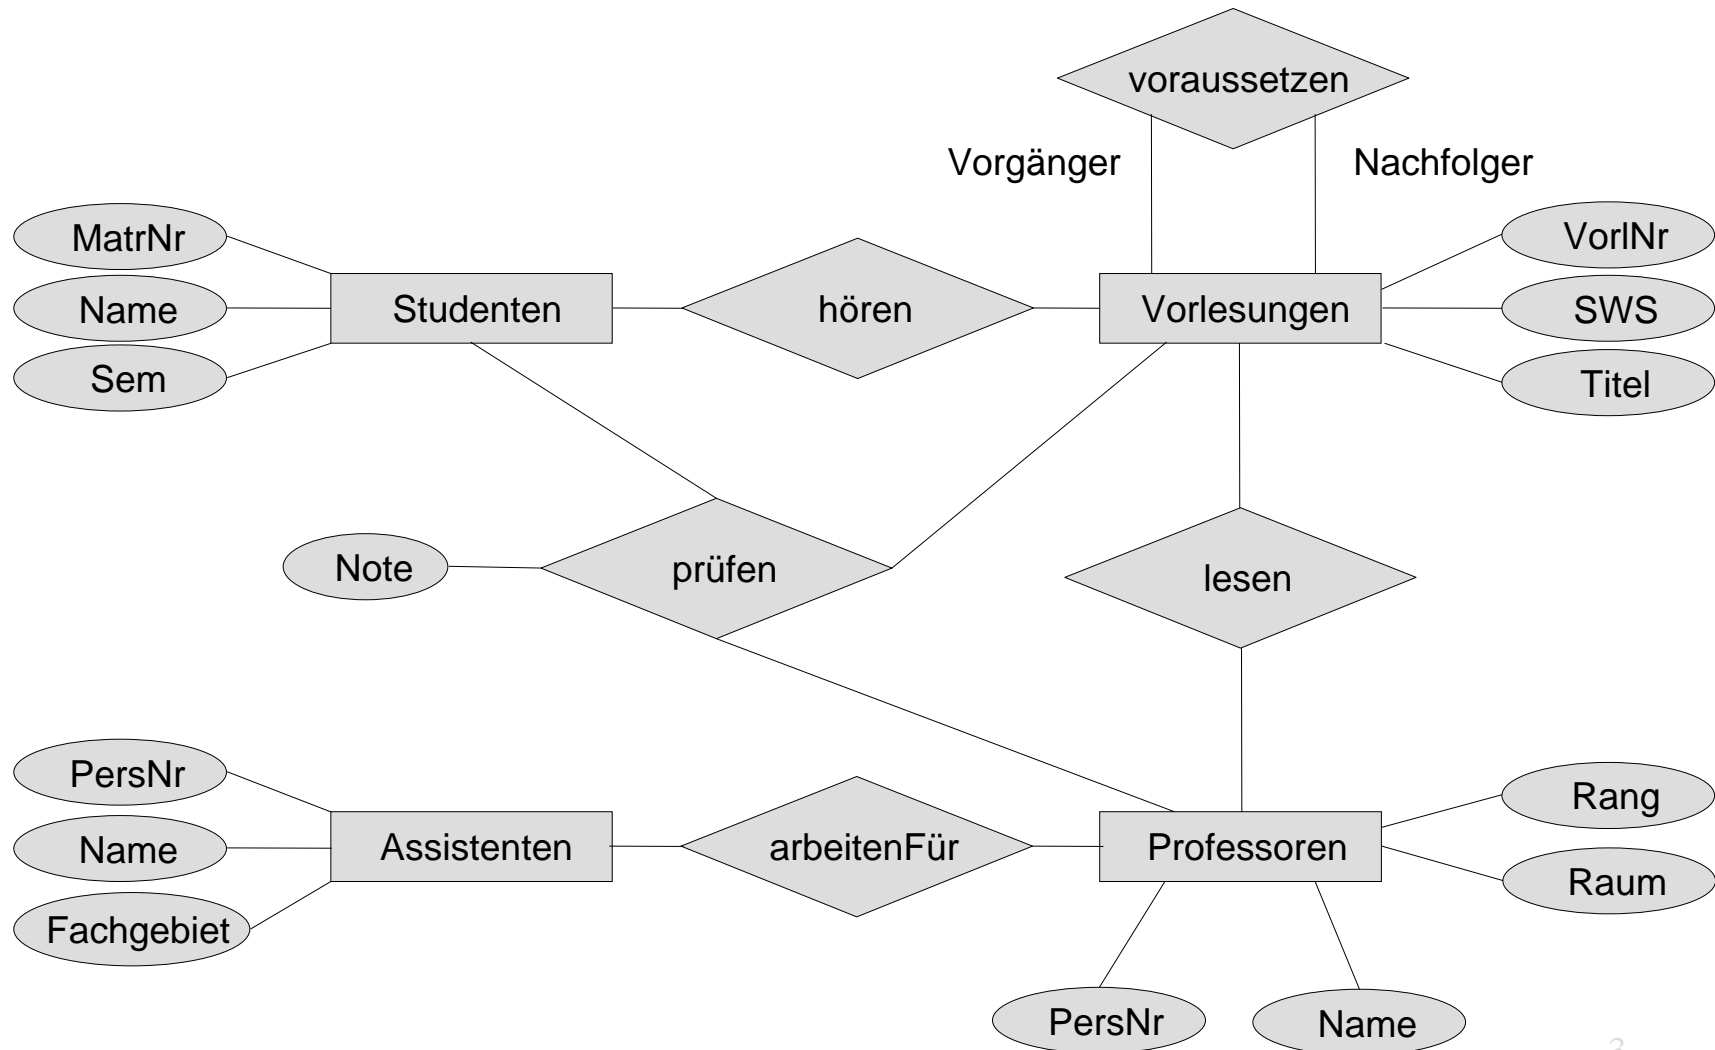 voraussetzen
Vorgänger
Nachfolger
MatrNr
Name
Sem
Studenten
hören
Vorlesungen
VorlNr
SWS
Titel
Note
prüfen
lesen
PersNr
Name
Fachgebiet
Assistenten
arbeitenFür
Professoren
Rang
Raum
PersNr
Name
3